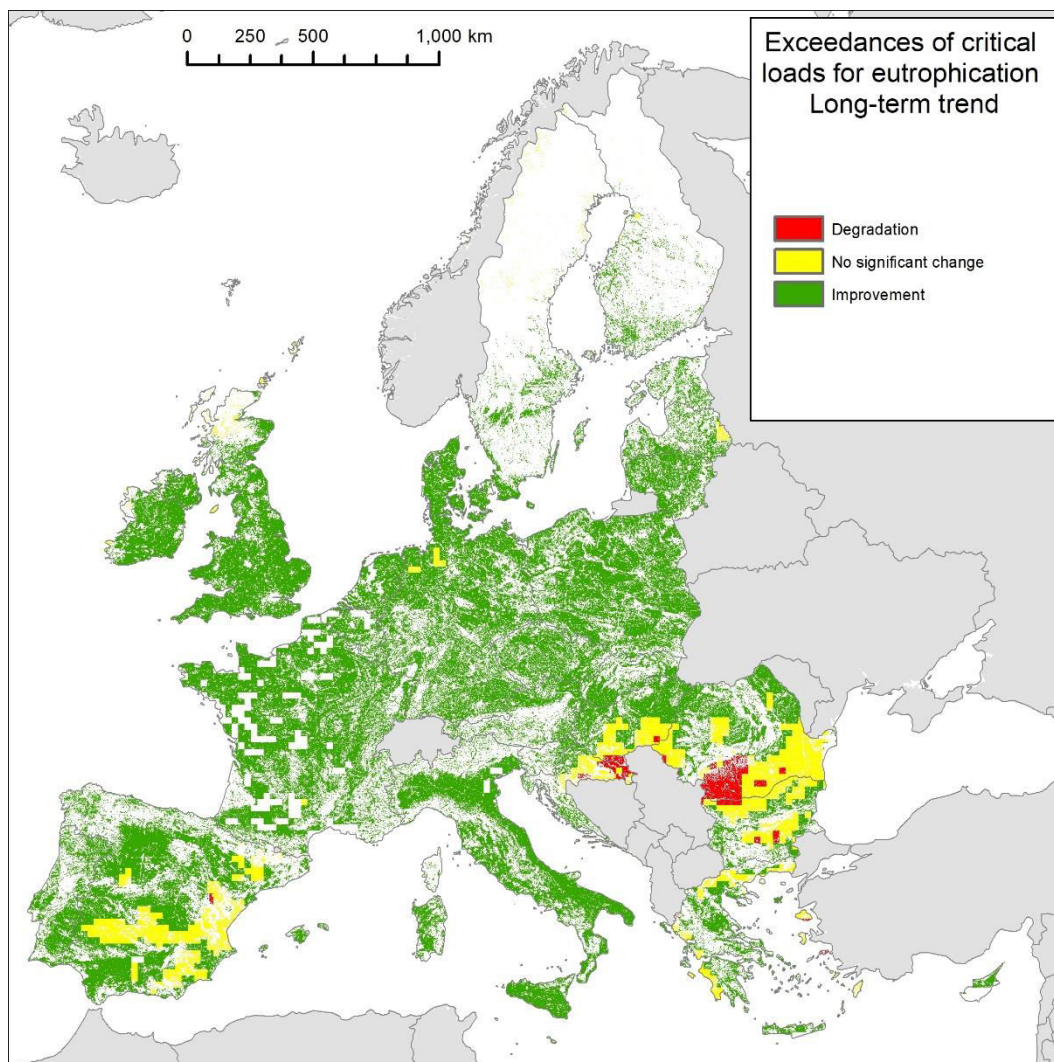 0 250 500 1,000 km
Exceedances of critical
loads for eutrophication
Long-term trend
Degradation
No significant change
Improvement